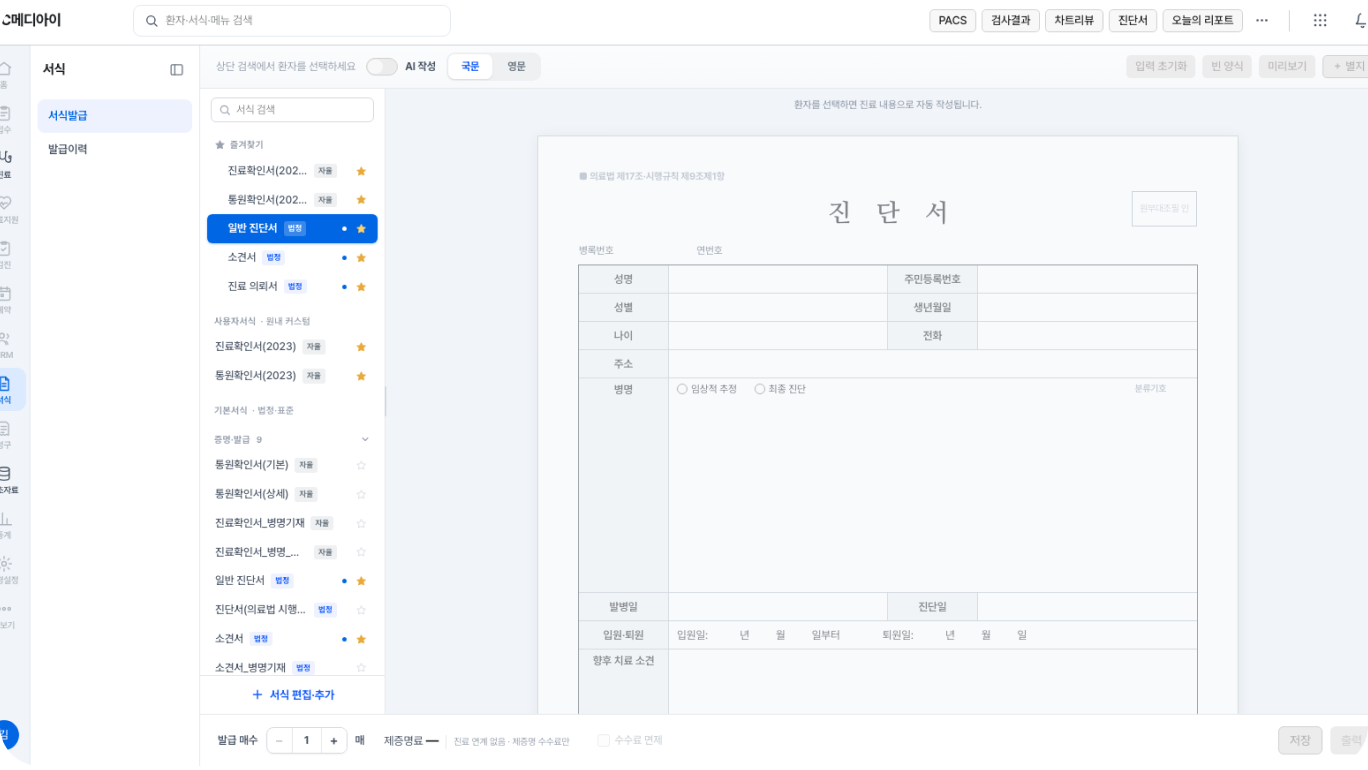 메디아이
환자·서식·메뉴 검색
PACS
검사결과
차트리뷰
진단서
오늘의 리포트
홈
서식
서식발급
발급이력
진료
서식
상단 검색에서 환자를 선택하세요
AI 작성
국문
영문
입력 초기화
빈 양식
미리보기
+ 별지
서식 검색
즐겨찾기
진료확인서(202... 자율
통원확인서(202... 자율
일반 진단서 법정
소견서 법정
진료 의뢰서 법정
사용자서식 · 원내 커스텀
진료확인서(2023) 자율
통원확인서(2023) 자율
기본서식 · 법정·표준
증명·발급 9
통원확인서(기본) 자율
통원확인서(상세) 자율
진료확인서_병명기재 자율
진료확인서_병명_... 자율
일반 진단서 법정
진단서(의료법 시행... 법정
소견서 법정
소견서_병명기재 법정
+ 서식 편집·추가
환자를 선택하면 진료 내용으로 자동 작성됩니다.
의료법 제17조·시행규칙 제9조제1항
진 단 서
원부대조필 인
병록번호 연번호
성명 주민등록번호
성별 생년월일
나이 전화
주소
병명 임상적 추정 최종 진단 분류기호
발병일 진단일
입원·퇴원 입원일: 년 월 일부터 퇴원일: 년 월 일
향후 치료 소견
발급 매수 − 1 + 매
제증명료 —
진료 연계 없음 · 제증명 수수료만
수수료 면제
저장
출력